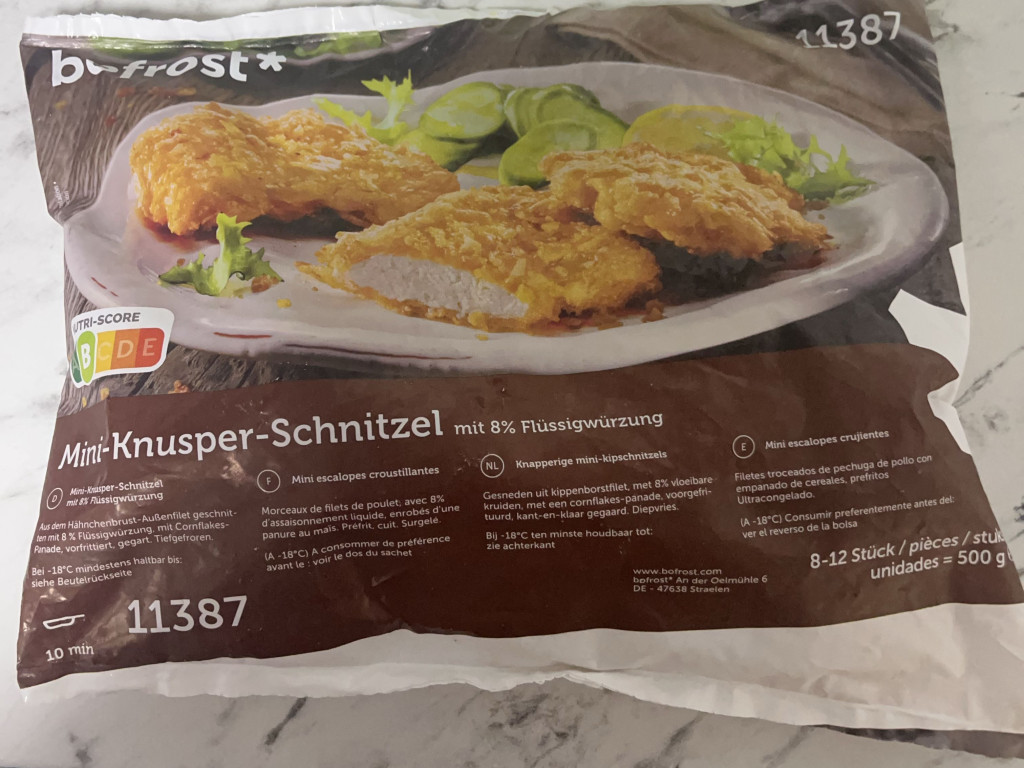 bofrost*
11387
UTRI-SCORE
A B C D E
Mini-Knusper-Schnitzel mit 8% Flüssigwürzung
D Mini-Knusper-Schnitzel
mit 8% Flüssigwürzung
Aus dem Hähnchenbrust-Außenfilet geschnit-
ten mit 8 % Flüssigwürzung, mit Cornflakes-
Panade, vorfrittiert, gegart. Tiefgefroren.
Bei -18°C mindestens haltbar bis:
siehe Beutelrückseite
F Mini escalopes croustillantes
Morceaux de filets de poulet, avec 8%
d'assaisonnement liquide, enrobés d'une
panure au maïs. Préfrit, cuit. Surgelé.
(A -18°C) A consommer de préférence
avant le : voir le dos du sachet
NL Knapperige mini-kipschnitzels
Gesneden uit kippenborstfilet, met 8% vloeibare
kruiden, met een cornflakes-panade, voorgefri-
tuurd, kant-en-klaar gegaard. Diepvries.
Bij -18°C ten minste houdbaar tot:
zie achterkant
E Mini escalopes crujientes
Filetes troceados de pechuga de pollo con
empanado de cereales, prefritos
Ultracongelado.
(A -18°C) Consumir preferentemente antes del:
ver el reverso de la bolsa
www.bofrost.com
bofrost* An der Oelmühle 6
DE - 47638 Straelen
8-12 Stück / pièces / stuk
unidades = 500 g
11387
10 min